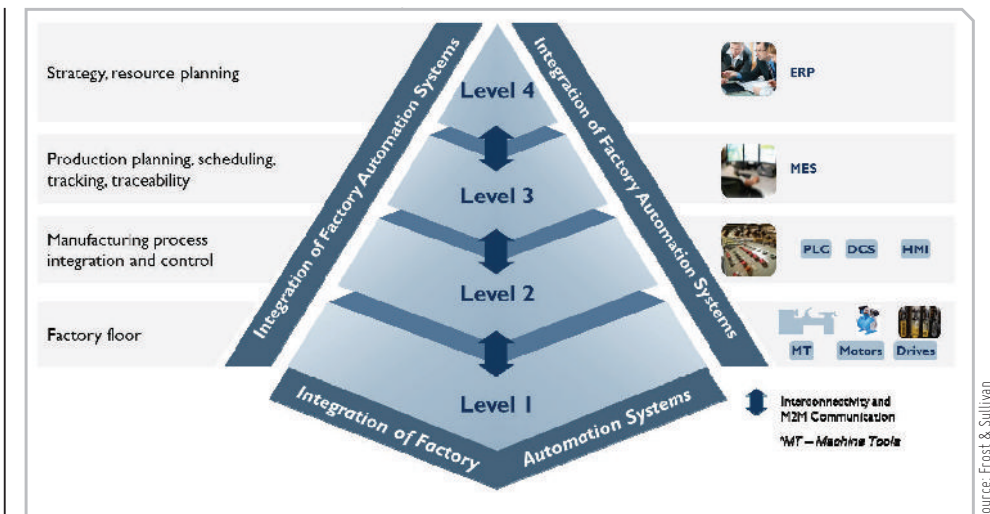 Strategy, resource planning
Integration of Factory Automation Systems
Level 4
Integration of Factory Automation Systems
ERP
Production planning, scheduling,
tracking, traceability
Level 3
MES
Manufacturing process
integration and control
Level 2
PLC DCS HMI
Factory floor
MT Motors Drives
Level 1
Integration of Factory
Automation Systems
Interconnectivity and
M2M Communication
*MT – Machine Tools
ource: Frost & Sullivan